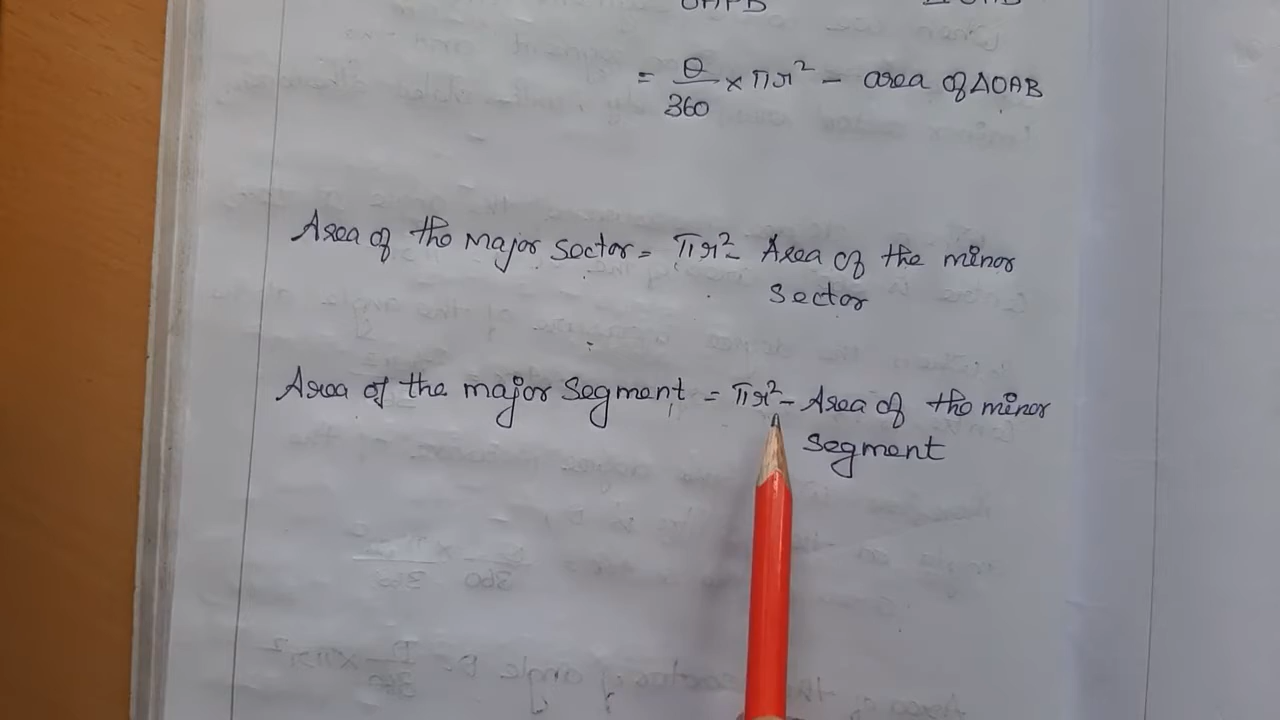 = θ/360 × πr² – area of ΔOAB
Area of the major sector = πr² – Area of the minor
sector
Area of the major segment = πr² – Area of the minor
segment